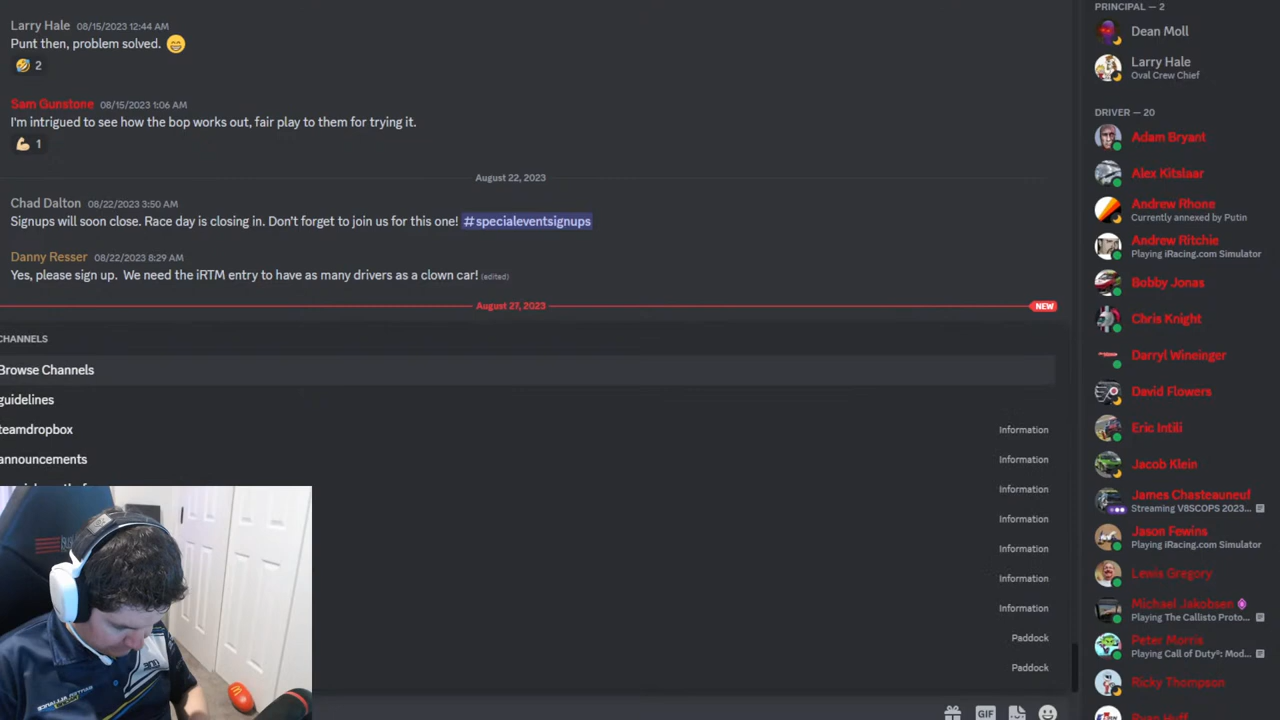 Larry Hale 08/15/2023 12:44 AM
Punt then, problem solved.
2
Sam Gunstone 08/15/2023 1:06 AM
I'm intrigued to see how the bop works out, fair play to them for trying it.
1
August 22, 2023
Chad Dalton 08/22/2023 3:50 AM
Signups will soon close. Race day is closing in. Don't forget to join us for this one! #specialeventsignups
Danny Resser 08/22/2023 8:29 AM
Yes, please sign up. We need the iRTM entry to have as many drivers as a clown car! (edited)
August 27, 2023
NEW
CHANNELS
Browse Channels
guidelines
teamdropbox
Information
announcements
Information
Information
Information
Information
Information
Information
Paddock
Paddock
GIF
PRINCIPAL — 2
Dean Moll
Larry Hale
Oval Crew Chief
DRIVER — 20
Adam Bryant
Alex Kitslaar
Andrew Rhone
Currently annexed by Putin
Andrew Ritchie
Playing iRacing.com Simulator
Bobby Jonas
Chris Knight
Darryl Wineinger
David Flowers
Eric Intili
Jacob Klein
James Chasteauneuf
Streaming V8SCOPS 2023...
Jason Fewins
Playing iRacing.com Simulator
Lewis Gregory
Michael Jakobsen
Playing The Callisto Proto...
Peter Morris
Playing Call of Duty®: Mod...
Ricky Thompson
Ryan Huff